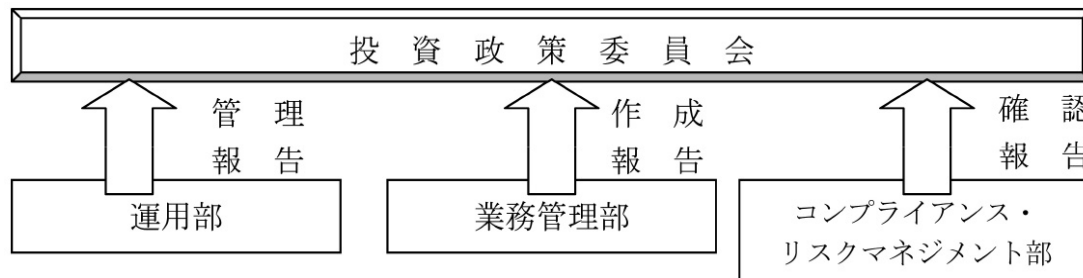 投資政策委員会
管理
報告
作成
報告
確認
報告
運用部
業務管理部
コンプライアンス・
リスクマネジメント部